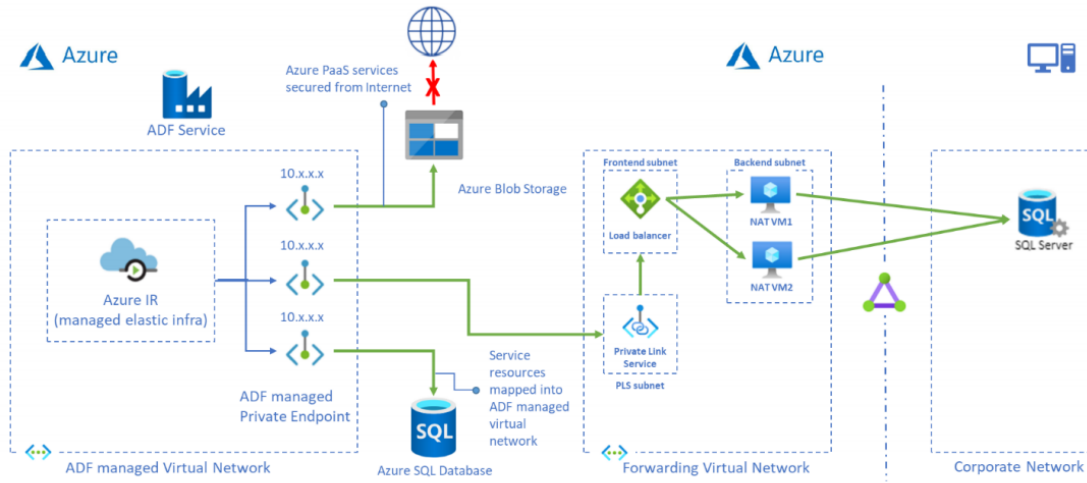 Azure
ADF Service
Azure PaaS services
secured from Internet
Azure Blob Storage
10.x.x.x
10.x.x.x
10.x.x.x
Azure IR
(managed elastic infra)
ADF managed
Private Endpoint
ADF managed Virtual Network
SQL
Azure SQL Database
Service
resources
mapped into
ADF managed
virtual
network
Azure
Frontend subnet
Load balancer
Backend subnet
NAT VM1
NAT VM2
Private Link
Service
PLS subnet
Forwarding Virtual Network
SQL
SQL Server
Corporate Network